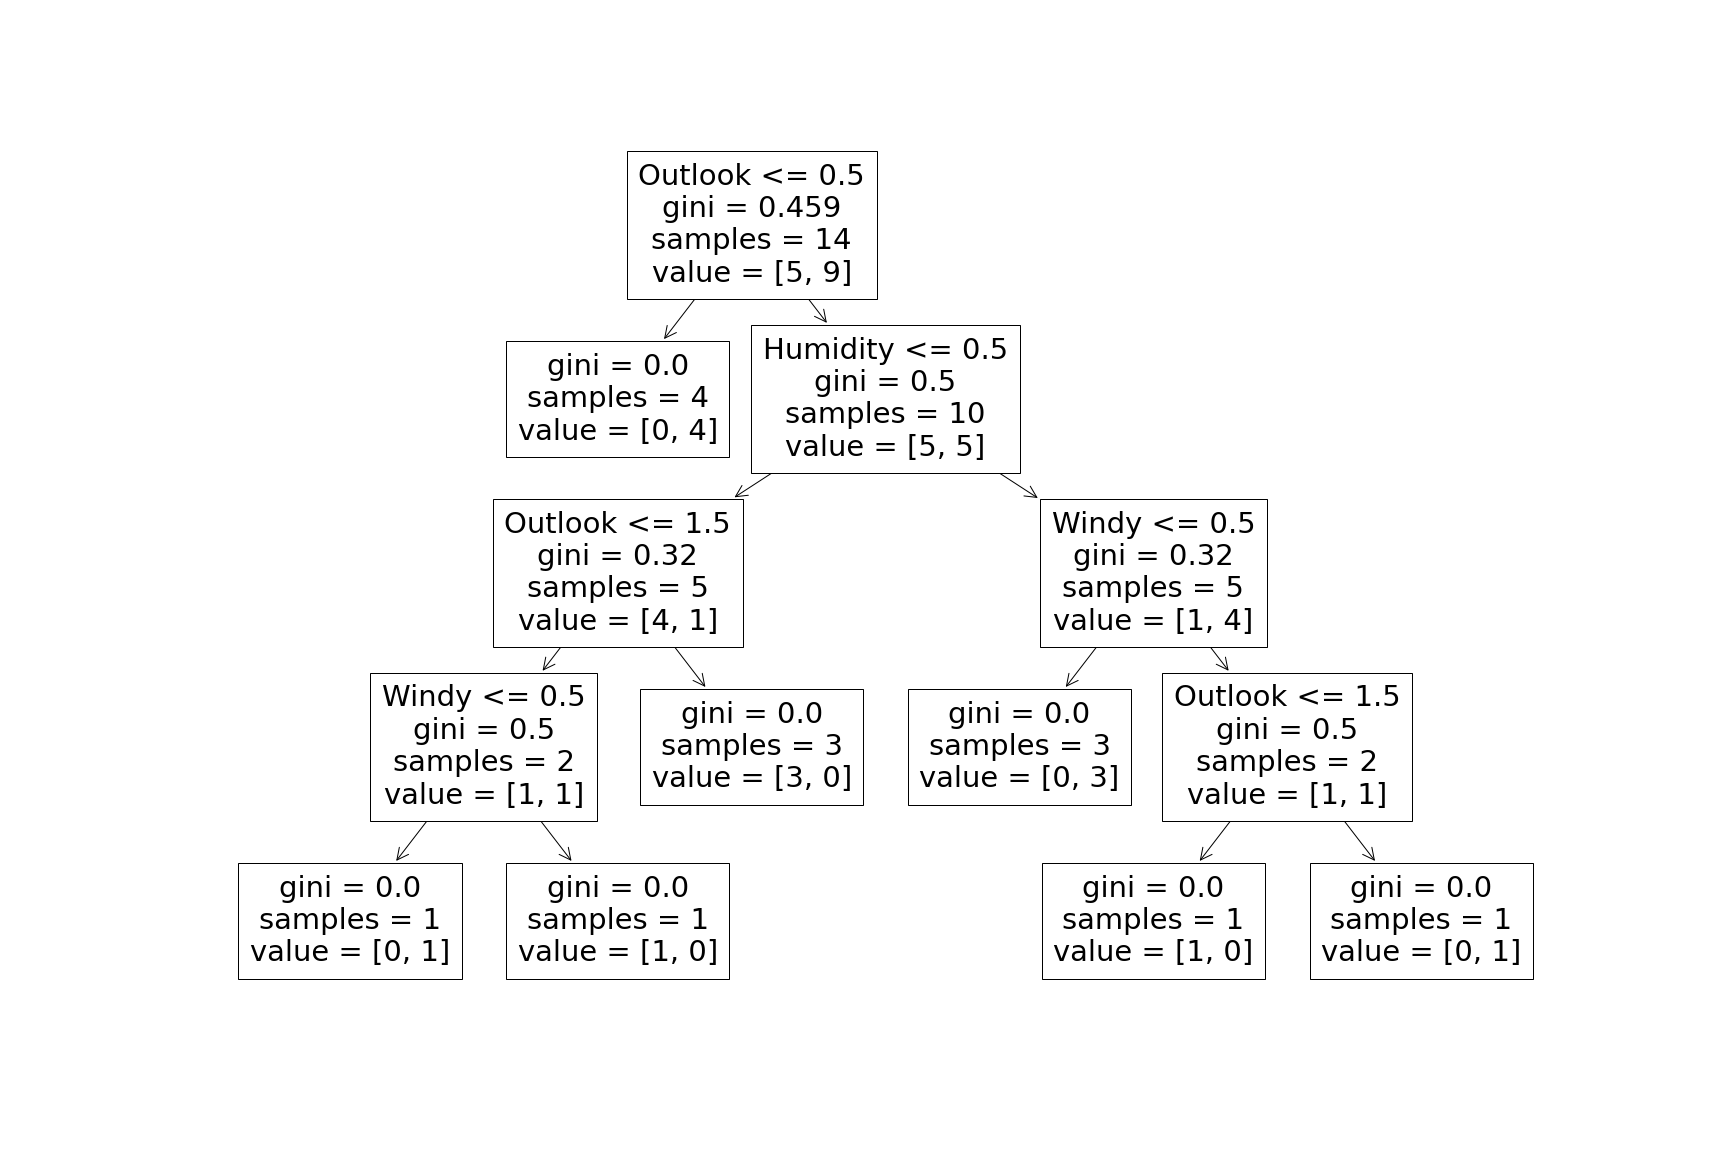 Outlook <= 0.5
gini = 0.459
samples = 14
value = [5, 9]
gini = 0.0
samples = 4
value = [0, 4]
Humidity <= 0.5
gini = 0.5
samples = 10
value = [5, 5]
Outlook <= 1.5
gini = 0.32
samples = 5
value = [4, 1]
Windy <= 0.5
gini = 0.32
samples = 5
value = [1, 4]
Windy <= 0.5
gini = 0.5
samples = 2
value = [1, 1]
gini = 0.0
samples = 3
value = [3, 0]
gini = 0.0
samples = 3
value = [0, 3]
Outlook <= 1.5
gini = 0.5
samples = 2
value = [1, 1]
gini = 0.0
samples = 1
value = [0, 1]
gini = 0.0
samples = 1
value = [1, 0]
gini = 0.0
samples = 1
value = [1, 0]
gini = 0.0
samples = 1
value = [0, 1]